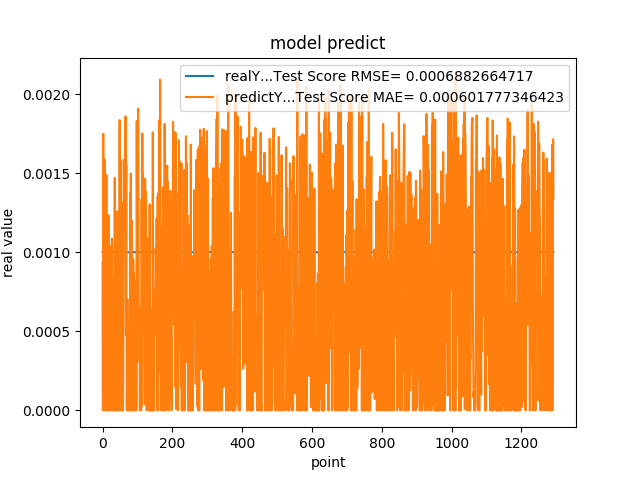 model predict
realY...Test Score RMSE= 0.0006882664717
predictY...Test Score MAE= 0.000601777346423
0.0020
0.0015
0.0010
0.0005
0.0000
real value
0 200 400 600 800 1000 1200
point